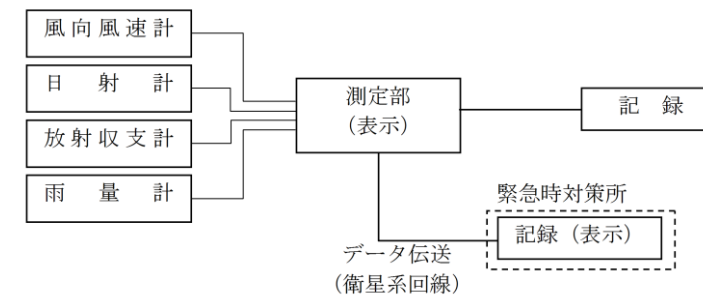 風向風速計
日射計
放射収支計
雨量計
測定部
(表示)
記録
緊急時対策所
記録(表示)
データ伝送
(衛星系回線)